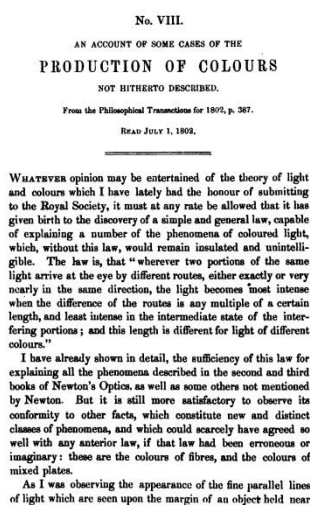 No. VIII.
AN ACCOUNT OF SOME CASES OF THE
PRODUCTION OF COLOURS
NOT HITHERTO DESCRIBED.
From the Philosophical Transactions for 1802, p. 387.
READ JULY 1, 1802.
WHATEVER opinion may be entertained of the theory of light
and colours which I have lately had the honour of submitting
to the Royal Society, it must at any rate be allowed that it has
given birth to the discovery of a simple and general law, capable
of explaining a number of the phenomena of coloured light,
which, without this law, would remain insulated and unintelli-
gible. The law is, that “wherever two portions of the same
light arrive at the eye by different routes, either exactly or very
nearly in the same direction, the light becomes most intense
when the difference of the routes is any multiple of a certain
length, and least intense in the intermediate state of the inter-
fering portions; and this length is different for light of different
colours.”
I have already shown in detail, the sufficiency of this law for
explaining all the phenomena described in the second and third
books of Newton's Optics, as well as some others not mentioned
by Newton. But it is still more satisfactory to observe its
conformity to other facts, which constitute new and distinct
classes of phenomena, and which could scarcely have agreed so
well with any anterior law, if that law had been erroneous or
imaginary: these are the colours of fibres, and the colours of
mixed plates.
As I was observing the appearance of the fine parallel lines
of light which are seen upon the margin of an object held near